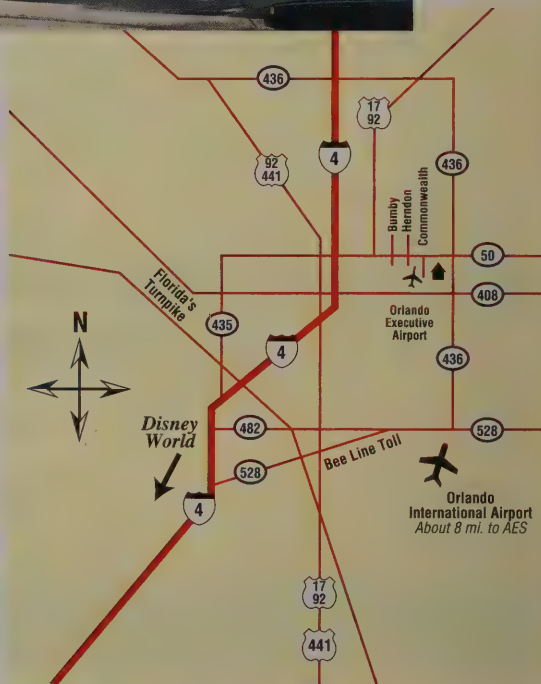 436
17
92
4
92
441
436
Bumby
Herndon
Commonwealth
50
Florida's
Turnpike
408
435
Orlando
Executive
Airport
N
4
436
Disney
World
482
528
528
Bee Line Toll
4
Orlando
International Airport
About 8 mi. to AES
17
92
441